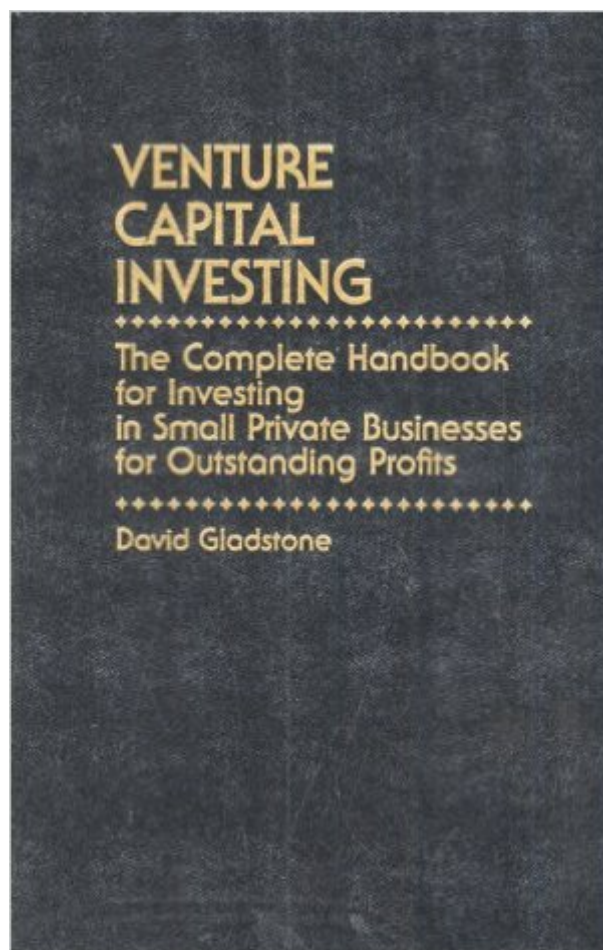 VENTURE
CAPITAL
INVESTING
The Complete Handbook
for Investing
in Small Private Businesses
for Outstanding Profits
David Gladstone